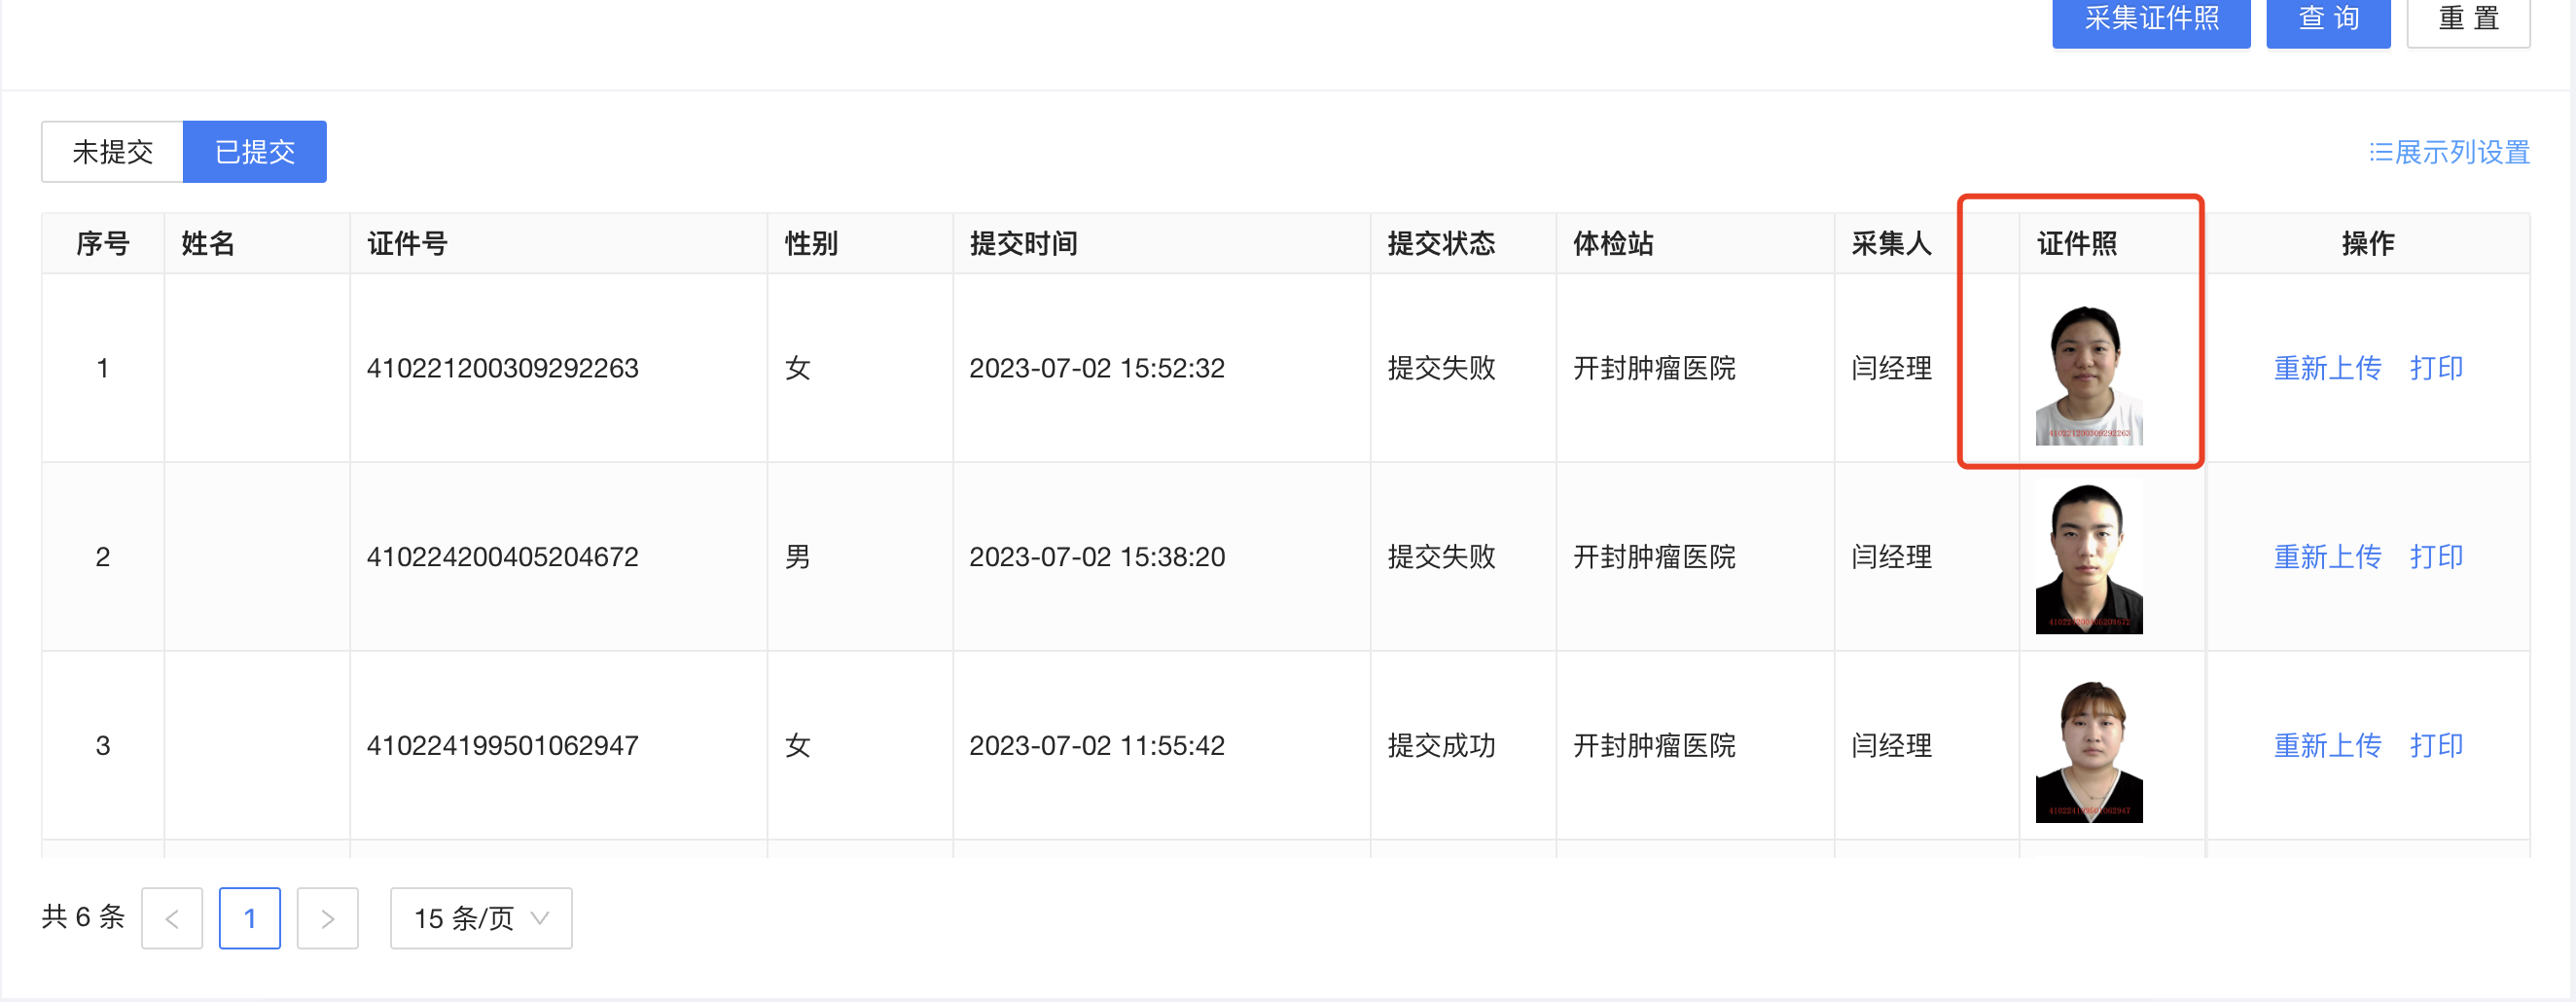 采集证件照 查 询 重 置
未提交 已提交 展示列设置
序号 姓名 证件号 性别 提交时间 提交状态 体检站 采集人 证件照 操作
1 410221200309292263 女 2023-07-02 15:52:32 提交失败 开封肿瘤医院 闫经理 重新上传 打印
410221200309292263
2 410224200405204672 男 2023-07-02 15:38:20 提交失败 开封肿瘤医院 闫经理 重新上传 打印
410224200405204672
3 410224199501062947 女 2023-07-02 11:55:42 提交成功 开封肿瘤医院 闫经理 重新上传 打印
410224199501062947
共 6 条 < 1 > 15 条/页